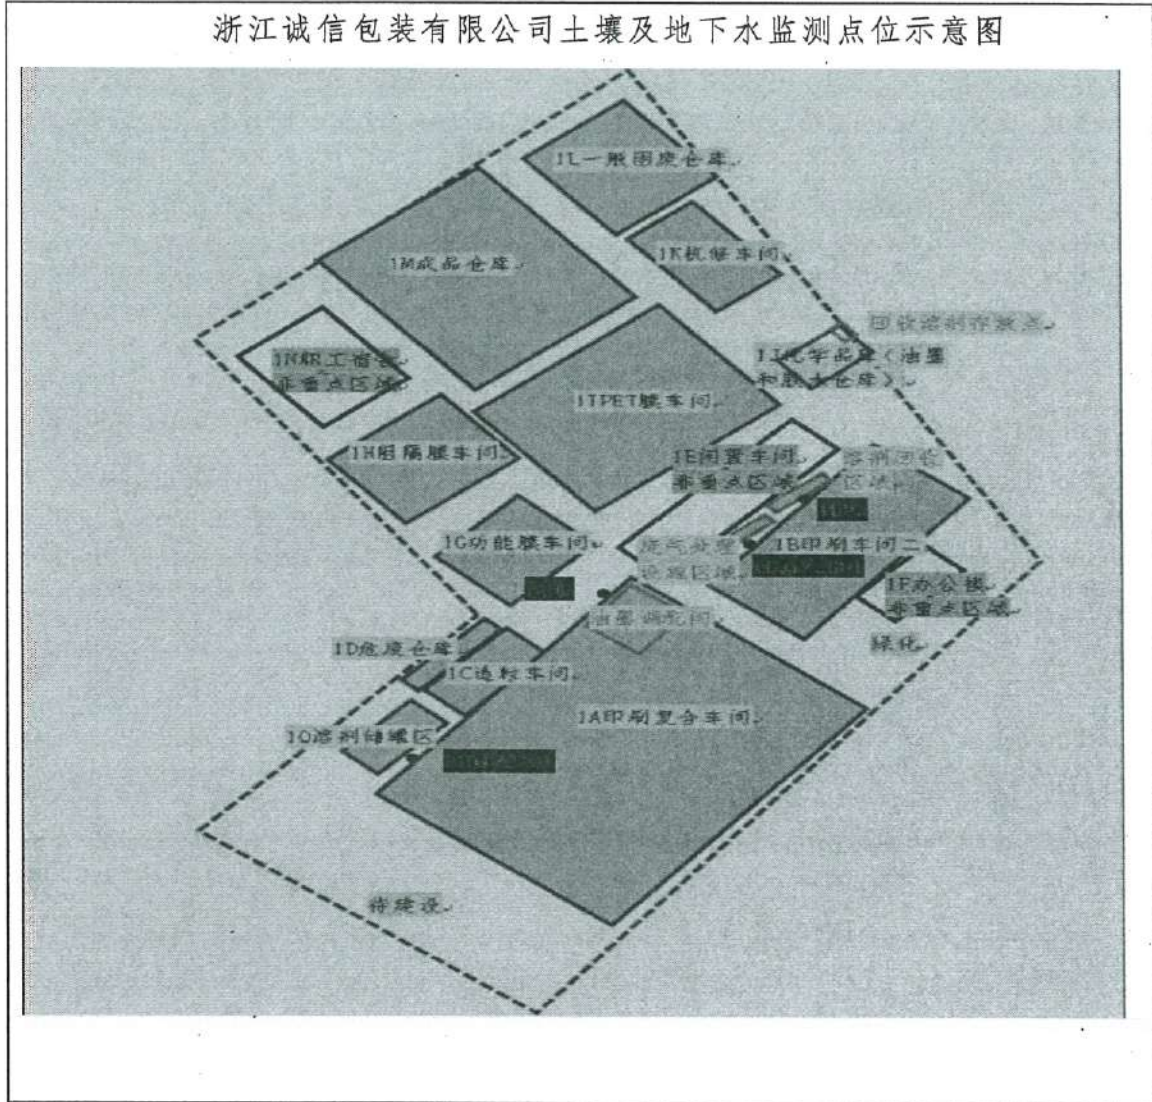 浙江诚信包装有限公司土壤及地下水监测点位示意图
1L一般固废仓库
1K机修车间
1M成品仓库
回收溶剂存放点
1J化学品库（油墨
和胶水仓库）
1N职工宿舍
非重点区域
1IPET膜车间
1H阻隔膜车间
1E闲置车间
非重点区域
溶剂回收
区域
1G功能膜车间
废气处理
设施区域
1B印刷车间二
1F办公楼
非重点区域
油墨调配间
绿化
1D危废仓库
1C造粒车间
1A印刷复合车间
1O溶剂储罐区
待建设